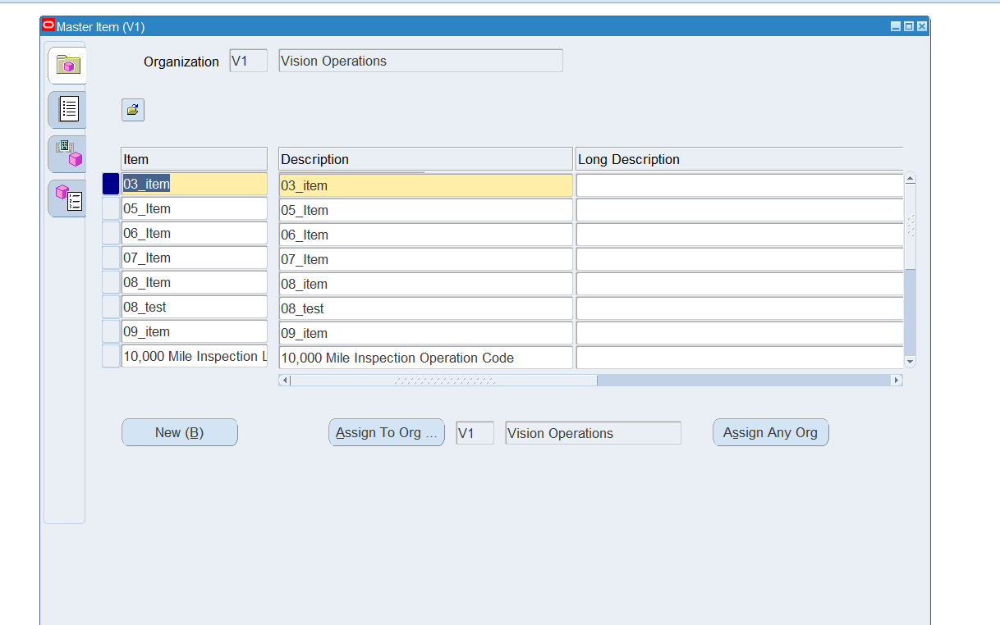 Master Item (V1)
Organization V1 Vision Operations
Item Description Long Description
03_item 03_item
05_Item 05_Item
06_Item 06_Item
07_Item 07_Item
08_Item 08_item
08_test 08_test
09_item 09_item
10,000 Mile Inspection 10,000 Mile Inspection Operation Code
New (B) Assign To Org ... V1 Vision Operations Assign Any Org